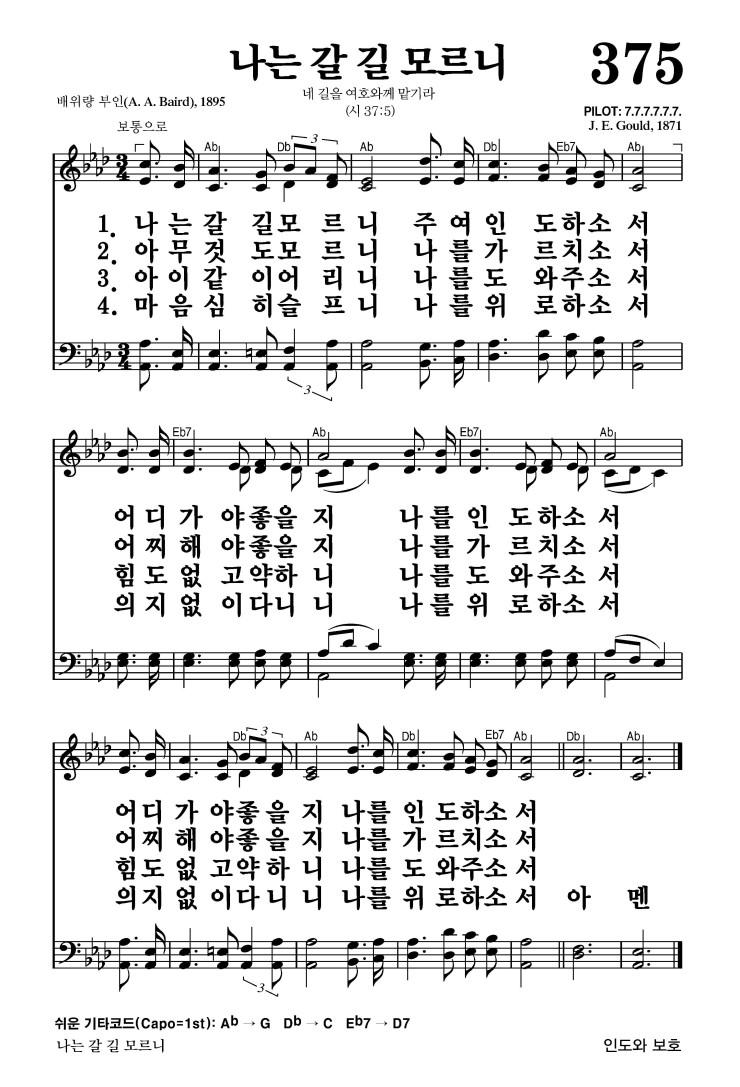 나는 갈 길 모르니
375
네 길을 여호와께 맡기라
(시 37:5)
배위량 부인(A. A. Baird), 1895
PILOT: 7.7.7.7.7.7.
J. E. Gould, 1871
보통으로
Ab Db 3 Ab Db Eb7 Ab
1. 나 는 갈 길 모 르 니 주 여 인 도 하 소 서
2. 아 무 것 도 모 르 니 나 를 가 르 치 소 서
3. 아 이 같 이 어 리 니 나 를 도 와 주 소 서
4. 마 음 심 히 슬 프 니 나 를 위 로 하 소 서
3
Eb7 Ab Eb7 Ab
어 디 가 야 좋 을 지 나 를 인 도 하 소 서
어 찌 해 야 좋 을 지 나 를 가 르 치 소 서
힘 도 없 고 약 하 니 나 를 도 와 주 소 서
의 지 없 이 다 니 니 나 를 위 로 하 소 서
Db 3 Ab Db Eb7 Ab Db Ab
어 디 가 야 좋 을 지 나 를 인 도 하 소 서
어 찌 해 야 좋 을 지 나 를 가 르 치 소 서
힘 도 없 고 약 하 니 나 를 도 와 주 소 서
의 지 없 이 다 니 니 나 를 위 로 하 소 서 아 멘
3
쉬운 기타코드(Capo=1st): Ab → G Db → C Eb7 → D7
나는 갈 길 모르니
인도와 보호